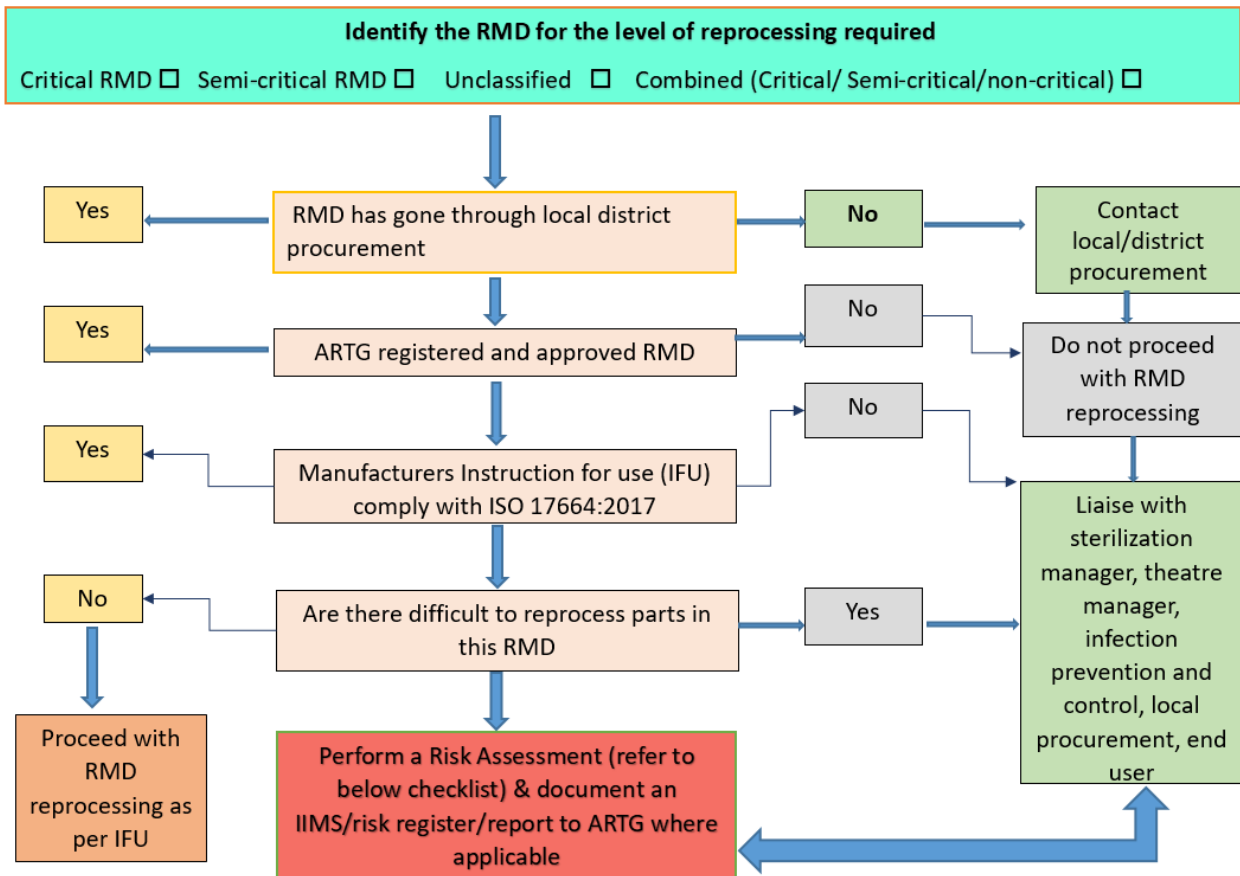 Identify the RMD for the level of reprocessing required
Critical RMD ☐ Semi-critical RMD ☐ Unclassified ☐ Combined (Critical/ Semi-critical/non-critical) ☐
Yes
RMD has gone through local district
procurement
No
Contact
local/district
procurement
Yes
ARTG registered and approved RMD
No
Do not proceed
with RMD
reprocessing
Yes
Manufacturers Instruction for use (IFU)
comply with ISO 17664:2017
No
Liaise with
sterilization
manager, theatre
manager,
infection
prevention and
control, local
procurement, end
user
No
Are there difficult to reprocess parts in
this RMD
Yes
Proceed with
RMD
reprocessing as
per IFU
Perform a Risk Assessment (refer to
below checklist) & document an
IIMS/risk register/report to ARTG where
applicable